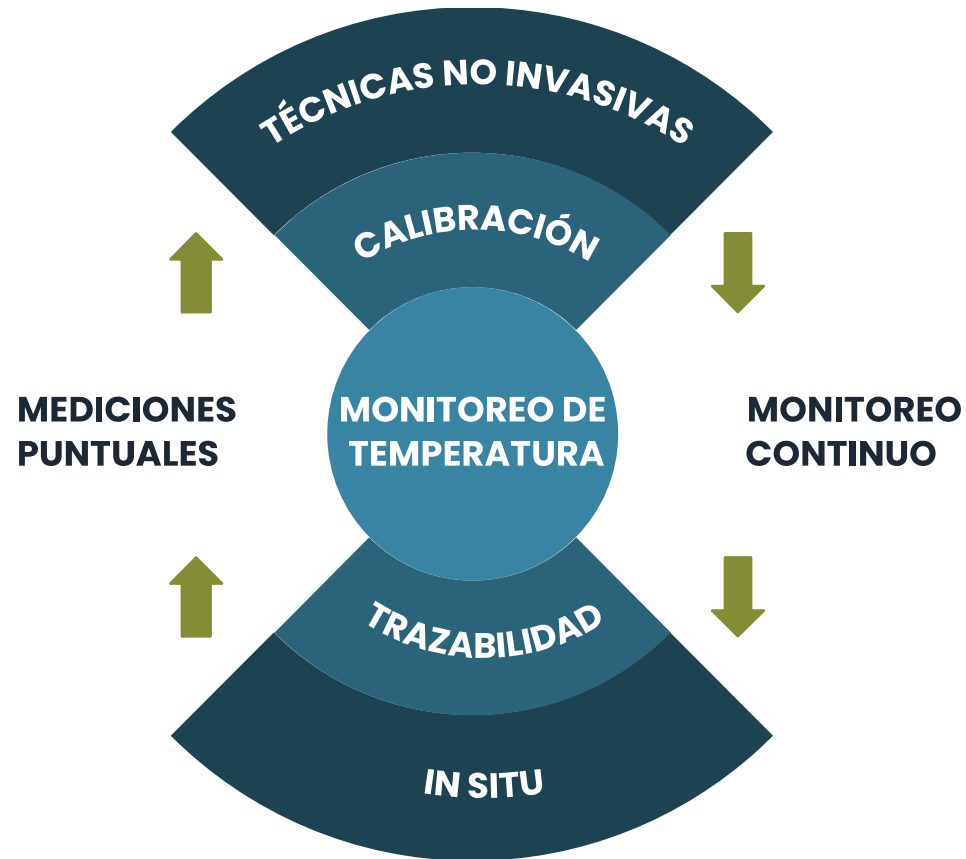 TÉCNICAS NO INVASIVAS
CALIBRACIÓN
MEDICIONES
PUNTUALES
MONITOREO DE
TEMPERATURA
MONITOREO
CONTINUO
TRAZABILIDAD
IN SITU